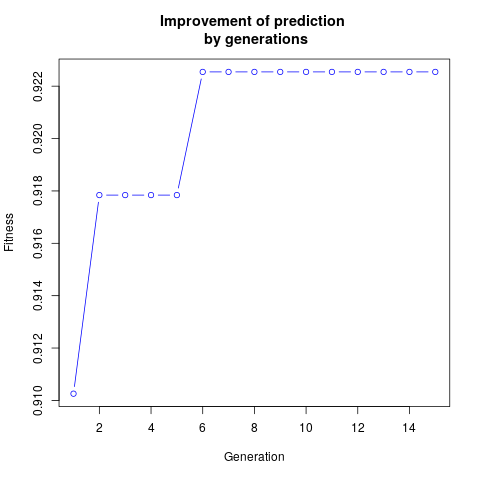 Improvement of prediction
by generations
Fitness
0.922
0.920
0.918
0.916
0.914
0.912
0.910
2 4 6 8 10 12 14
Generation